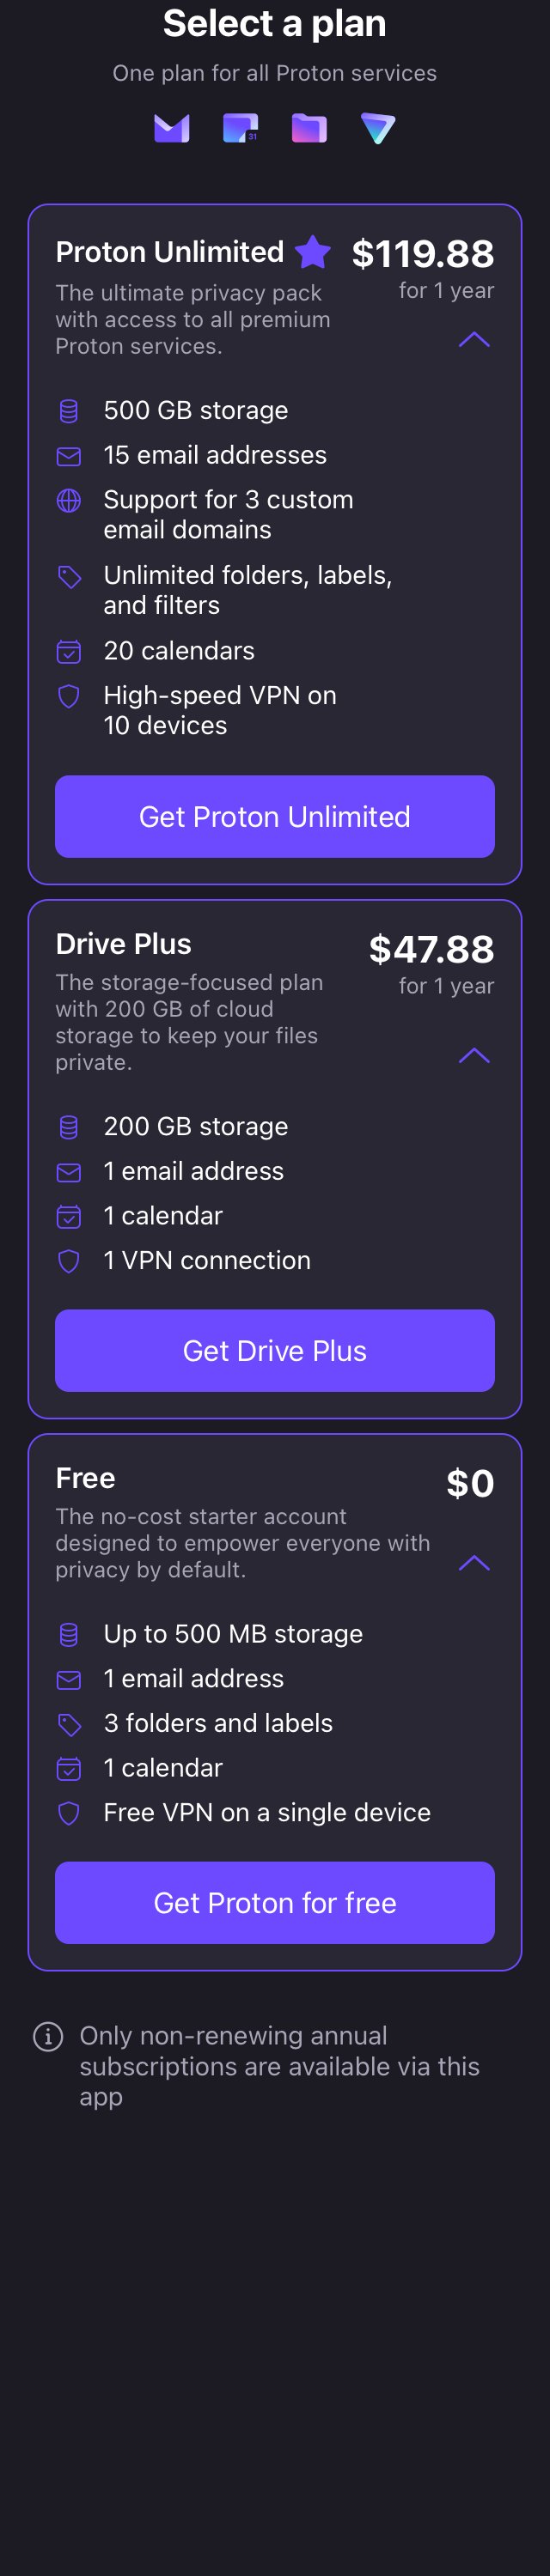 Select a plan
One plan for all Proton services
31
Proton Unlimited
$119.88
for 1 year
The ultimate privacy pack
with access to all premium
Proton services.
500 GB storage
15 email addresses
Support for 3 custom
email domains
Unlimited folders, labels,
and filters
20 calendars
High-speed VPN on
10 devices
Get Proton Unlimited
Drive Plus
$47.88
for 1 year
The storage-focused plan
with 200 GB of cloud
storage to keep your files
private.
200 GB storage
1 email address
1 calendar
1 VPN connection
Get Drive Plus
Free
$0
The no-cost starter account
designed to empower everyone with
privacy by default.
Up to 500 MB storage
1 email address
3 folders and labels
1 calendar
Free VPN on a single device
Get Proton for free
Only non-renewing annual
subscriptions are available via this
app